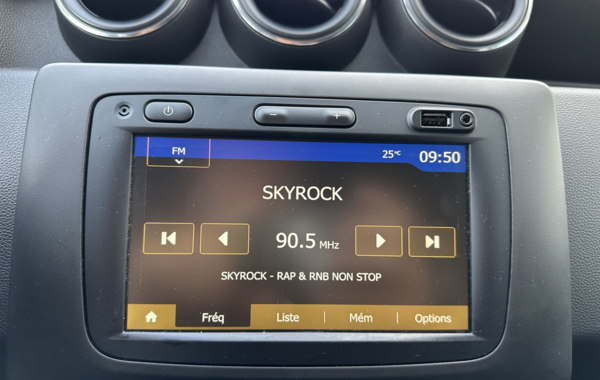 FM
25°C
09:50
SKYROCK
90.5 MHz
SKYROCK - RAP & RNB NON STOP
Fréq | Liste | Mém | Options